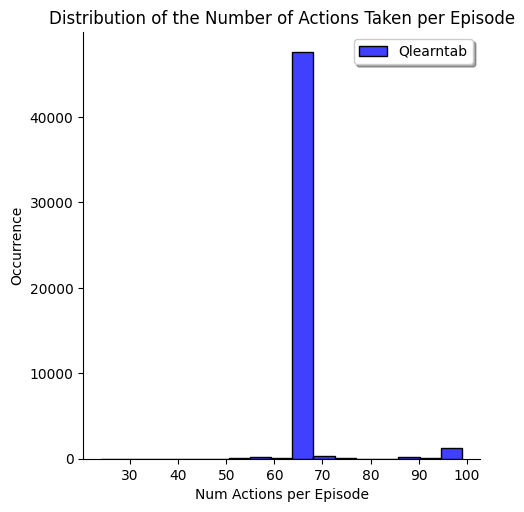 Distribution of the Number of Actions Taken per Episode
Qlearntab
Occurrence
40000
30000
20000
10000
0
30 40 50 60 70 80 90 100
Num Actions per Episode